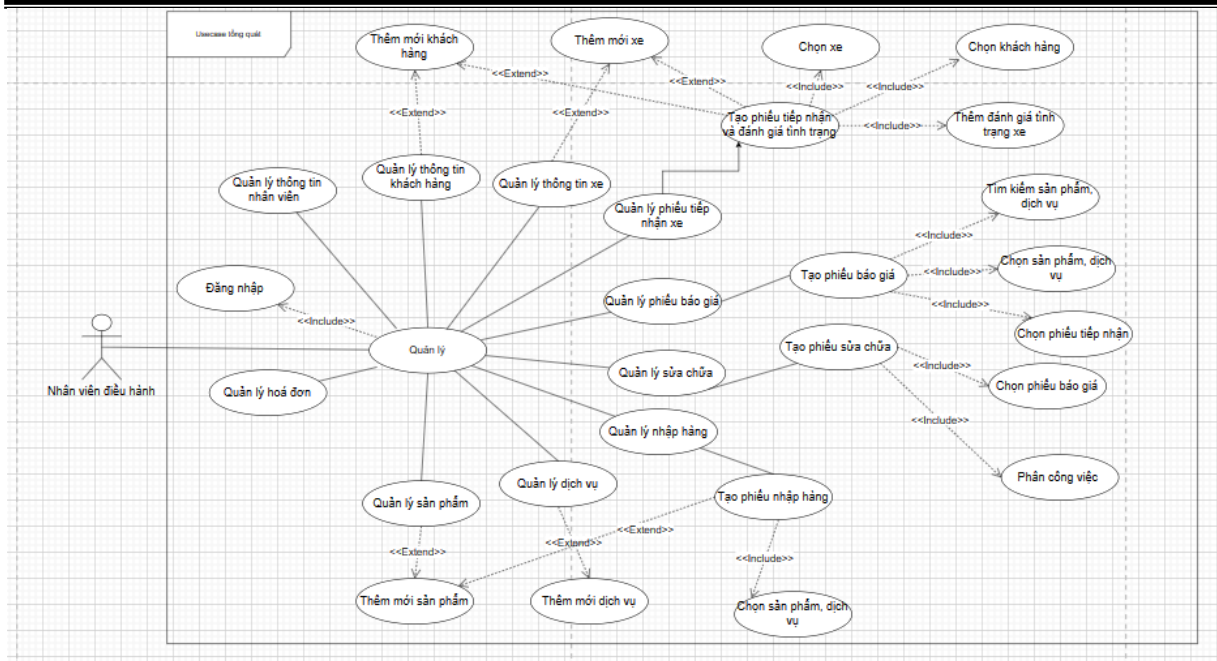 Usecase tổng quát
Thêm mới khách
hàng
Thêm mới xe
Chọn xe
Chọn khách hàng
<<Extend>>
<<Extend>>
<<Include>>
<<Include>>
<<Extend>>
<<Extend>>
Tạo phiếu tiếp nhận
và đánh giá tình trạng
<<Include>>
Thêm đánh giá tình
trạng xe
Quản lý thông tin
nhân viên
Quản lý thông tin
khách hàng
Quản lý thông tin xe
Quản lý phiếu tiếp
nhận xe
Tìm kiếm sản phẩm,
dịch vụ
<<Include>>
Đăng nhập
<<Include>>
Quản lý phiếu báo giá
Tạo phiếu báo giá
<<Include>>
Chọn sản phẩm, dịch
vụ
<<Include>>
Chọn phiếu tiếp nhận
Nhân viên điều hành
Quản lý
Quản lý hoá đơn
Quản lý sửa chữa
Tạo phiếu sửa chữa
<<Include>>
Chọn phiếu báo giá
<<Include>>
Phân công việc
Quản lý nhập hàng
Quản lý sản phẩm
Quản lý dịch vụ
Tạo phiếu nhập hàng
<<Extend>>
<<Extend>>
<<Extend>>
<<Include>>
Thêm mới sản phẩm
Thêm mới dịch vụ
Chọn sản phẩm, dịch
vụ